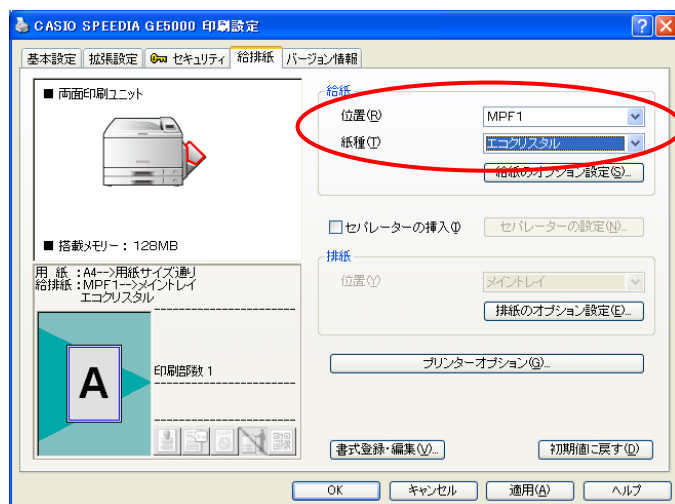 CASIO SPEEDIA GE5000 印刷設定
基本設定 拡張設定 セキュリティ 給排紙 バージョン情報
■ 両面印刷ユニット
■ 搭載メモリー: 128MB
用 紙 :A4-->用紙サイズ通り
給排紙:MPF1-->メイントレイ
エコクリスタル
A
印刷部数 1
給紙
位置(R) MPF1
紙種(T) エコクリスタル
給紙のオプション設定(S)...
セパレーターの挿入(I) セパレーターの設定(N)...
排紙
位置(Y) メイントレイ
排紙のオプション設定(E)...
プリンターオプション(G)...
書式登録・編集(V)... 初期値に戻す(D)
OK キャンセル 適用(A) ヘルプ